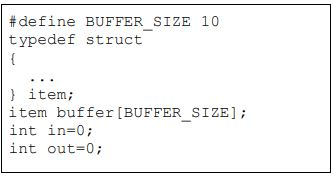 #define BUFFER_SIZE 10
typedef struct
{
  ...
} item;
item buffer[BUFFER_SIZE];
int in=0;
int out=0;